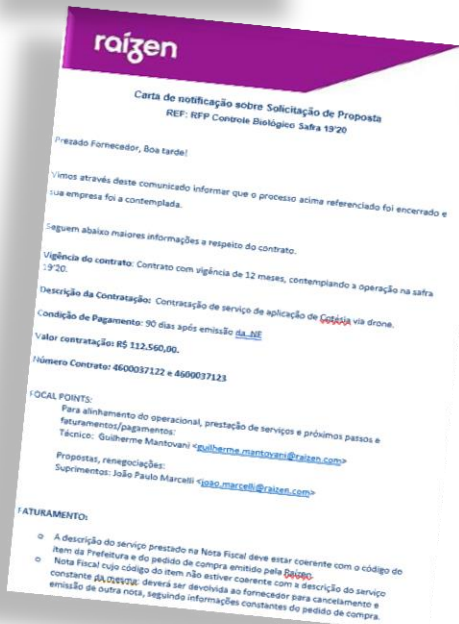 raízen
Carta de notificação sobre Solicitação de Proposta
REF: RFP Controle Biológico Safra 19'20
Prezado Fornecedor, Boa tarde!
Vimos através deste comunicado informar que o processo acima referenciado foi encerrado e
sua empresa foi a contemplada.
Seguem abaixo maiores informações a respeito do contrato.
Vigência do contrato: Contrato com vigência de 12 meses, contemplando a operação na safra
19'20.
Descrição da Contratação: Contratação de serviço de aplicação de Cotésia via drone.
Condição de Pagamento: 90 dias após emissão da NF
Valor contratação: R$ 112.560,00.
Número Contrato: 4600037122 e 4600037123
FOCAL POINTS:
Para alinhamento do operacional, prestação de serviços e próximos passos e
faturamentos/pagamentos:
Técnico: Guilherme Mantovani <guilherme.mantovani@raizen.com>
Propostas, renegociações:
Suprimentos: João Paulo Marcelli <joao.marcelli@raizen.com>
FATURAMENTO:
o A descrição do serviço prestado na Nota Fiscal deve estar coerente com o código do
item da Prefeitura e do pedido de compra emitido pela Raízen.
o Nota Fiscal cujo código do item não estiver coerente com a descrição do serviço
constante da mesma: deverá ser devolvida ao fornecedor para cancelamento e
emissão de outra nota, seguindo informações constantes do pedido de compra.